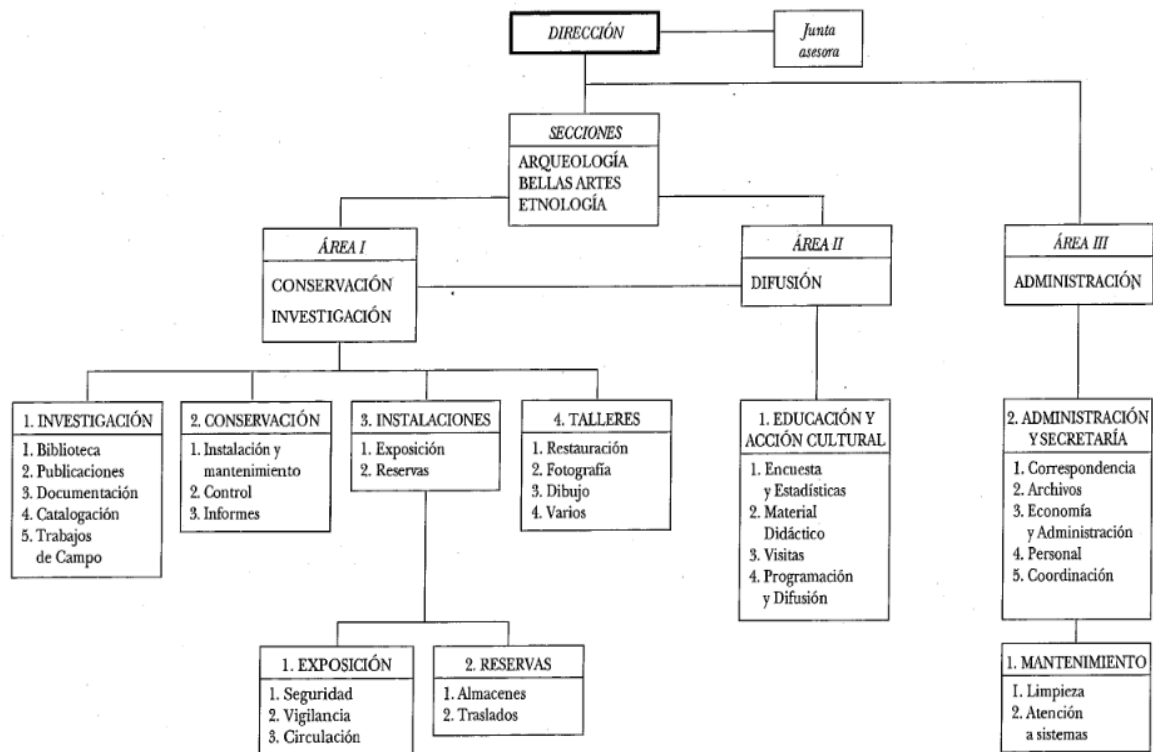 DIRECCIÓN
Junta
asesora
SECCIONES
ARQUEOLOGÍA
BELLAS ARTES
ETNOLOGÍA
ÁREA I
CONSERVACIÓN
INVESTIGACIÓN
ÁREA II
DIFUSIÓN
ÁREA III
ADMINISTRACIÓN
1. INVESTIGACIÓN
1. Biblioteca
2. Publicaciones
3. Documentación
4. Catalogación
5. Trabajos
de Campo
2. CONSERVACIÓN
1. Instalación y
mantenimiento
2. Control
3. Informes
3. INSTALACIONES
1. Exposición
2. Reservas
4. TALLERES
1. Restauración
2. Fotografía
3. Dibujo
4. Varios
1. EDUCACIÓN Y
ACCIÓN CULTURAL
1. Encuesta
y Estadísticas
2. Material
Didáctico
3. Visitas
4. Programación
y Difusión
2. ADMINISTRACIÓN
Y SECRETARÍA
1. Correspondencia
2. Archivos
3. Economía
y Administración
4. Personal
5. Coordinación
1. EXPOSICIÓN
1. Seguridad
2. Vigilancia
3. Circulación
2. RESERVAS
1. Almacenes
2. Traslados
1. MANTENIMIENTO
I. Limpieza
2. Atención
a sistemas